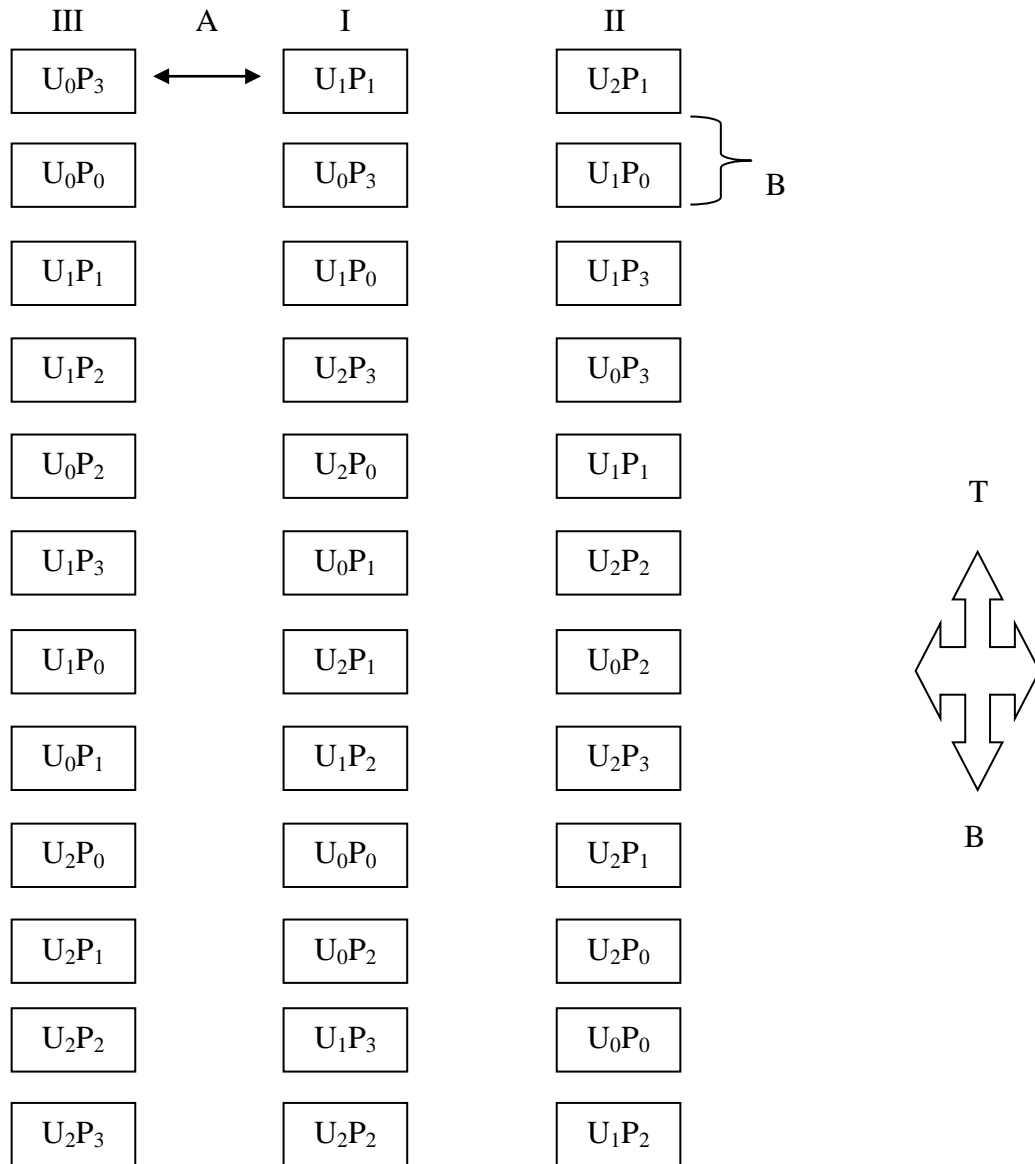 III A I II
U₀P₃ U₁P₁ U₂P₁
U₀P₀ U₀P₃ U₁P₀
B
U₁P₁ U₁P₀ U₁P₃
U₁P₂ U₂P₃ U₀P₃
U₀P₂ U₂P₀ U₁P₁
T
U₁P₃ U₀P₁ U₂P₂
U₁P₀ U₂P₁ U₀P₂
U₀P₁ U₁P₂ U₂P₃
B
U₂P₀ U₀P₀ U₂P₁
U₂P₁ U₀P₂ U₂P₀
U₂P₂ U₁P₃ U₀P₀
U₂P₃ U₂P₂ U₁P₂